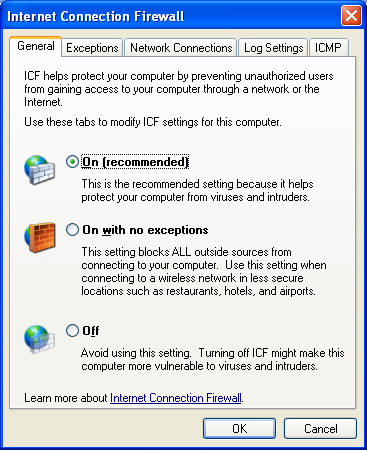 Internet Connection Firewall
General Exceptions Network Connections Log Settings ICMP
ICF helps protect your computer by preventing unauthorized users
from gaining access to your computer through a network or the
Internet.
Use these tabs to modify ICF settings for this computer.
On (recommended)
This is the recommended setting because it helps
protect your computer from viruses and intruders.
On with no exceptions
This setting blocks ALL outside sources from
connecting to your computer. Use this setting when
connecting to a wireless network in less secure
locations such as restaurants, hotels, and airports.
Off
Avoid using this setting. Turning off ICF might make this
computer more vulnerable to viruses and intruders.
Learn more about Internet Connection Firewall.
OK Cancel